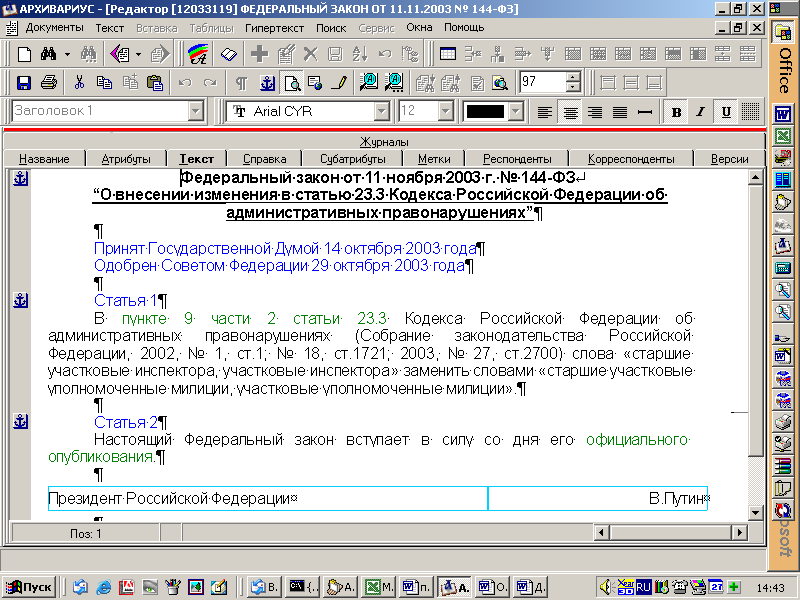 АРХИВАРИУС - [Редактор [12033119] ФЕДЕРАЛЬНЫЙ ЗАКОН ОТ 11.11.2003 № 144-ФЗ]
Документы Текст Вставка Таблицы Гипертекст Поиск Сервис Окна Помощь
97
Заголовок 1 Arial CYR 12 B I U
Журналы
Название Атрибуты Текст Справка Субатрибуты Метки Респонденты Корреспонденты Версии
Федеральный закон от 11 ноября 2003 г. № 144-ФЗ
“О внесении изменения в статью 23.3 Кодекса Российской Федерации об
административных правонарушениях”¶
¶
Принят Государственной Думой 14 октября 2003 года¶
Одобрен Советом Федерации 29 октября 2003 года¶
¶
Статья 1¶
В пункте 9 части 2 статьи 23.3 Кодекса Российской Федерации об
административных правонарушениях (Собрание законодательства Российской
Федерации, 2002, № 1, ст.1; № 18, ст.1721; 2003, № 27, ст.2700) слова «старшие
участковые инспектора, участковые инспектора» заменить словами «старшие участковые
уполномоченные милиции, участковые уполномоченные милиции».¶
¶
Статья 2¶
Настоящий Федеральный закон вступает в силу со дня его официального
опубликования.¶
¶
Президент Российской Федерации¤ В.Путин¤
Поз: 1
Office
Пуск В. {.. А. М.. п. А. О. Д. RU 27 14:43